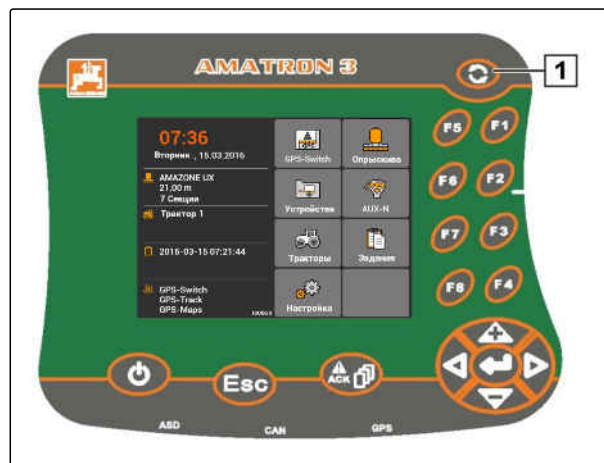 AMATRON 3
1
07:36
Вторник , 15.03.2016
AMAZONE UX
21,00 m
7 Секции
Трактор 1
2016-03-15 07:21:44
GPS-Switch
GPS-Track
GPS-Maps
GPS-Switch
Опрыскива
Устройства
AUX-N
Тракторы
Задания
Настройка
F5
F1
F6
F2
F7
F3
F8
F4
Esc
ACK
ASD
CAN
GPS